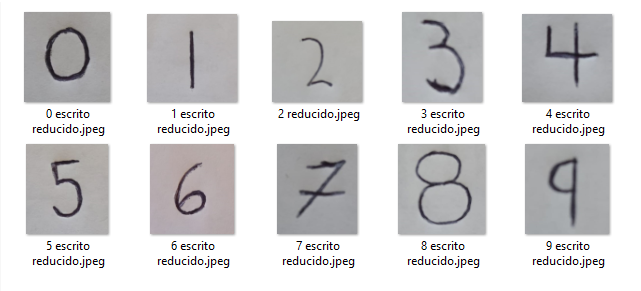 0 1 2 3 4
0 escrito 1 escrito 2 reducido.jpeg 3 escrito 4 escrito
reducido.jpeg reducido.jpeg reducido.jpeg reducido.jpeg
5 6 7 8 9
5 escrito 6 escrito 7 escrito 8 escrito 9 escrito
reducido.jpeg reducido.jpeg reducido.jpeg reducido.jpeg reducido.jpeg